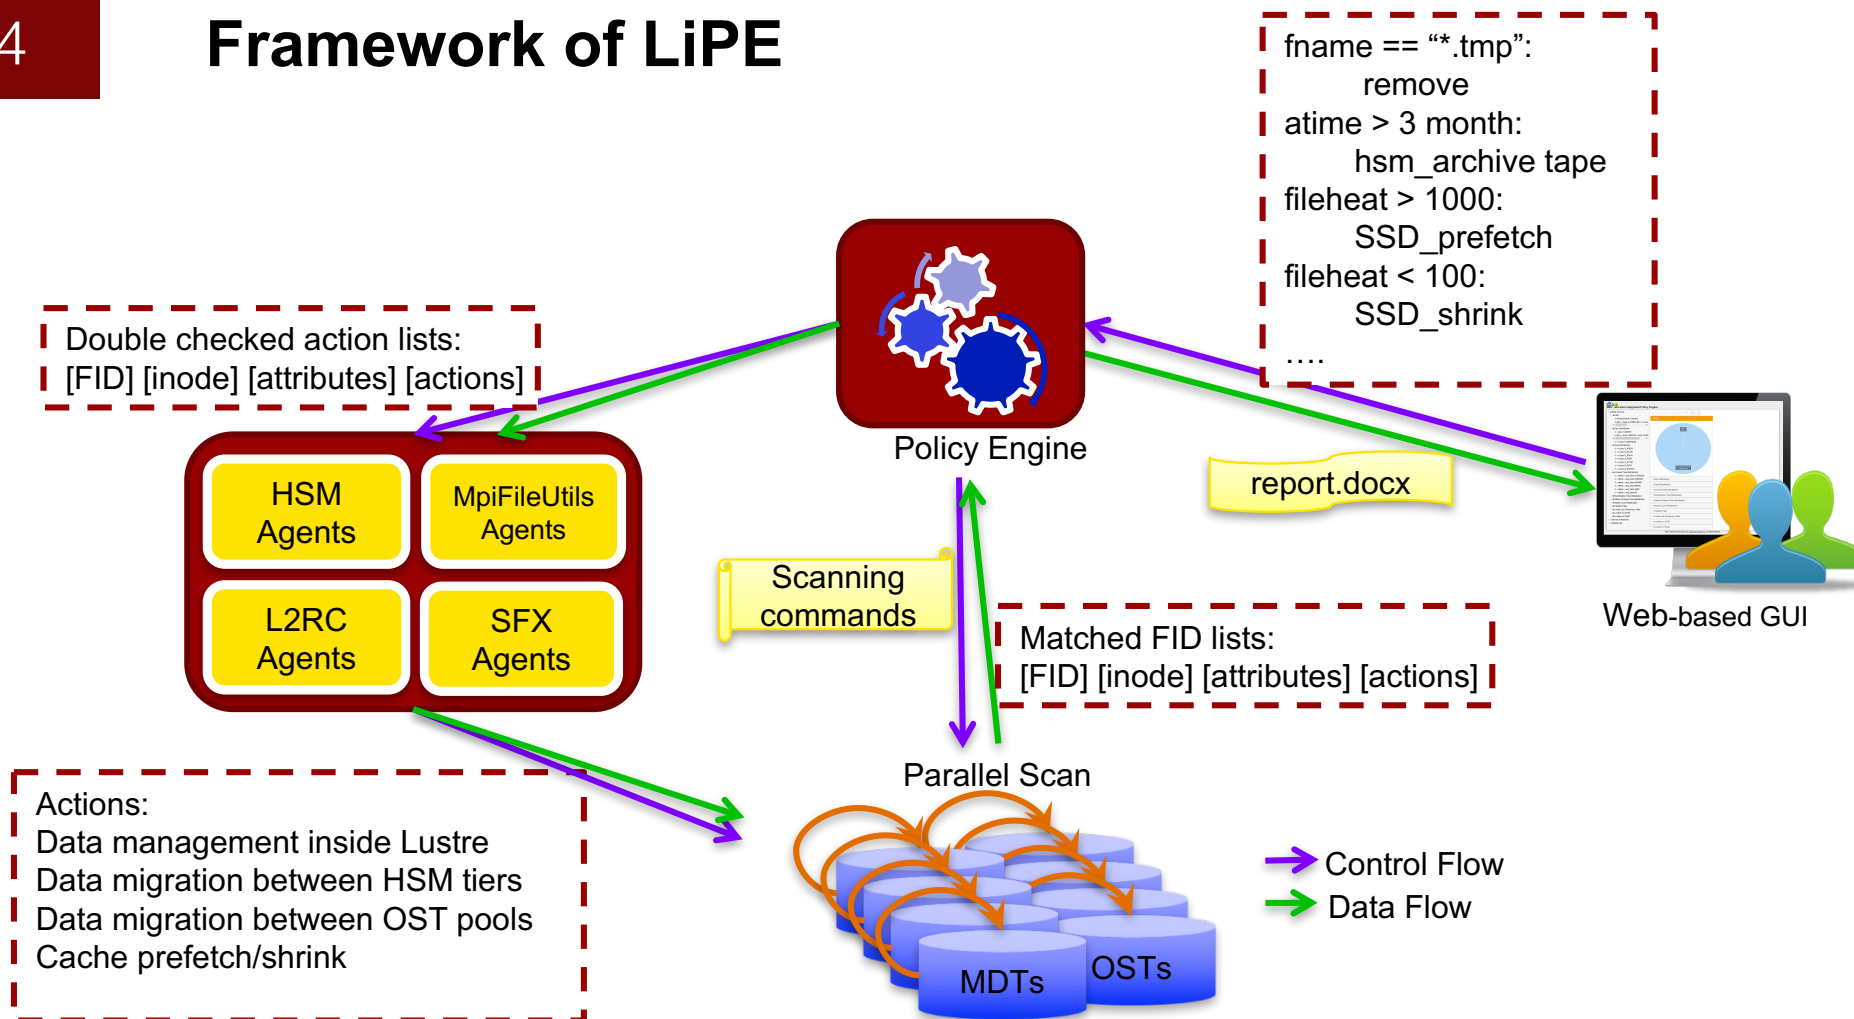 4
Framework of LiPE
fname == “*.tmp”:
remove
atime > 3 month:
hsm_archive tape
fileheat > 1000:
SSD_prefetch
fileheat < 100:
SSD_shrink
….
Double checked action lists:
[FID] [inode] [attributes] [actions]
Policy Engine
HSM
Agents
MpiFileUtils
Agents
L2RC
Agents
SFX
Agents
report.docx
Scanning
commands
Web-based GUI
Matched FID lists:
[FID] [inode] [attributes] [actions]
Parallel Scan
Actions:
Data management inside Lustre
Data migration between HSM tiers
Data migration between OST pools
Cache prefetch/shrink
MDTs
OSTs
Control Flow
Data Flow